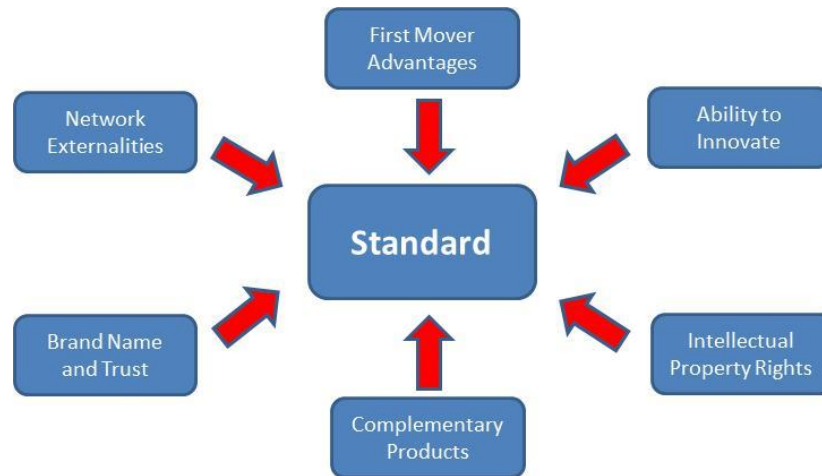 First Mover
Advantages
Network
Externalities
Ability to
Innovate
Standard
Brand Name
and Trust
Intellectual
Property Rights
Complementary
Products